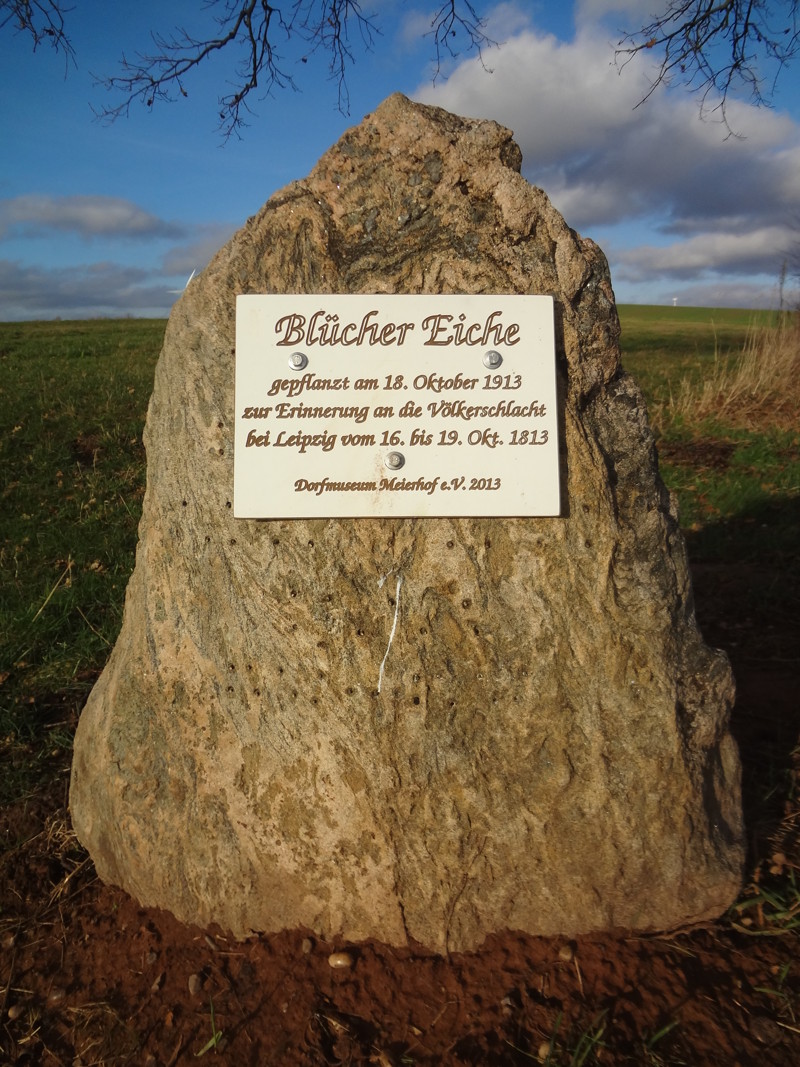 Blücher Eiche
gepflanzt am 18. Oktober 1913
zur Erinnerung an die Völkerschlacht
bei Leipzig vom 16. bis 19. Okt. 1813
Dorfmuseum Meierhof e.V. 2013